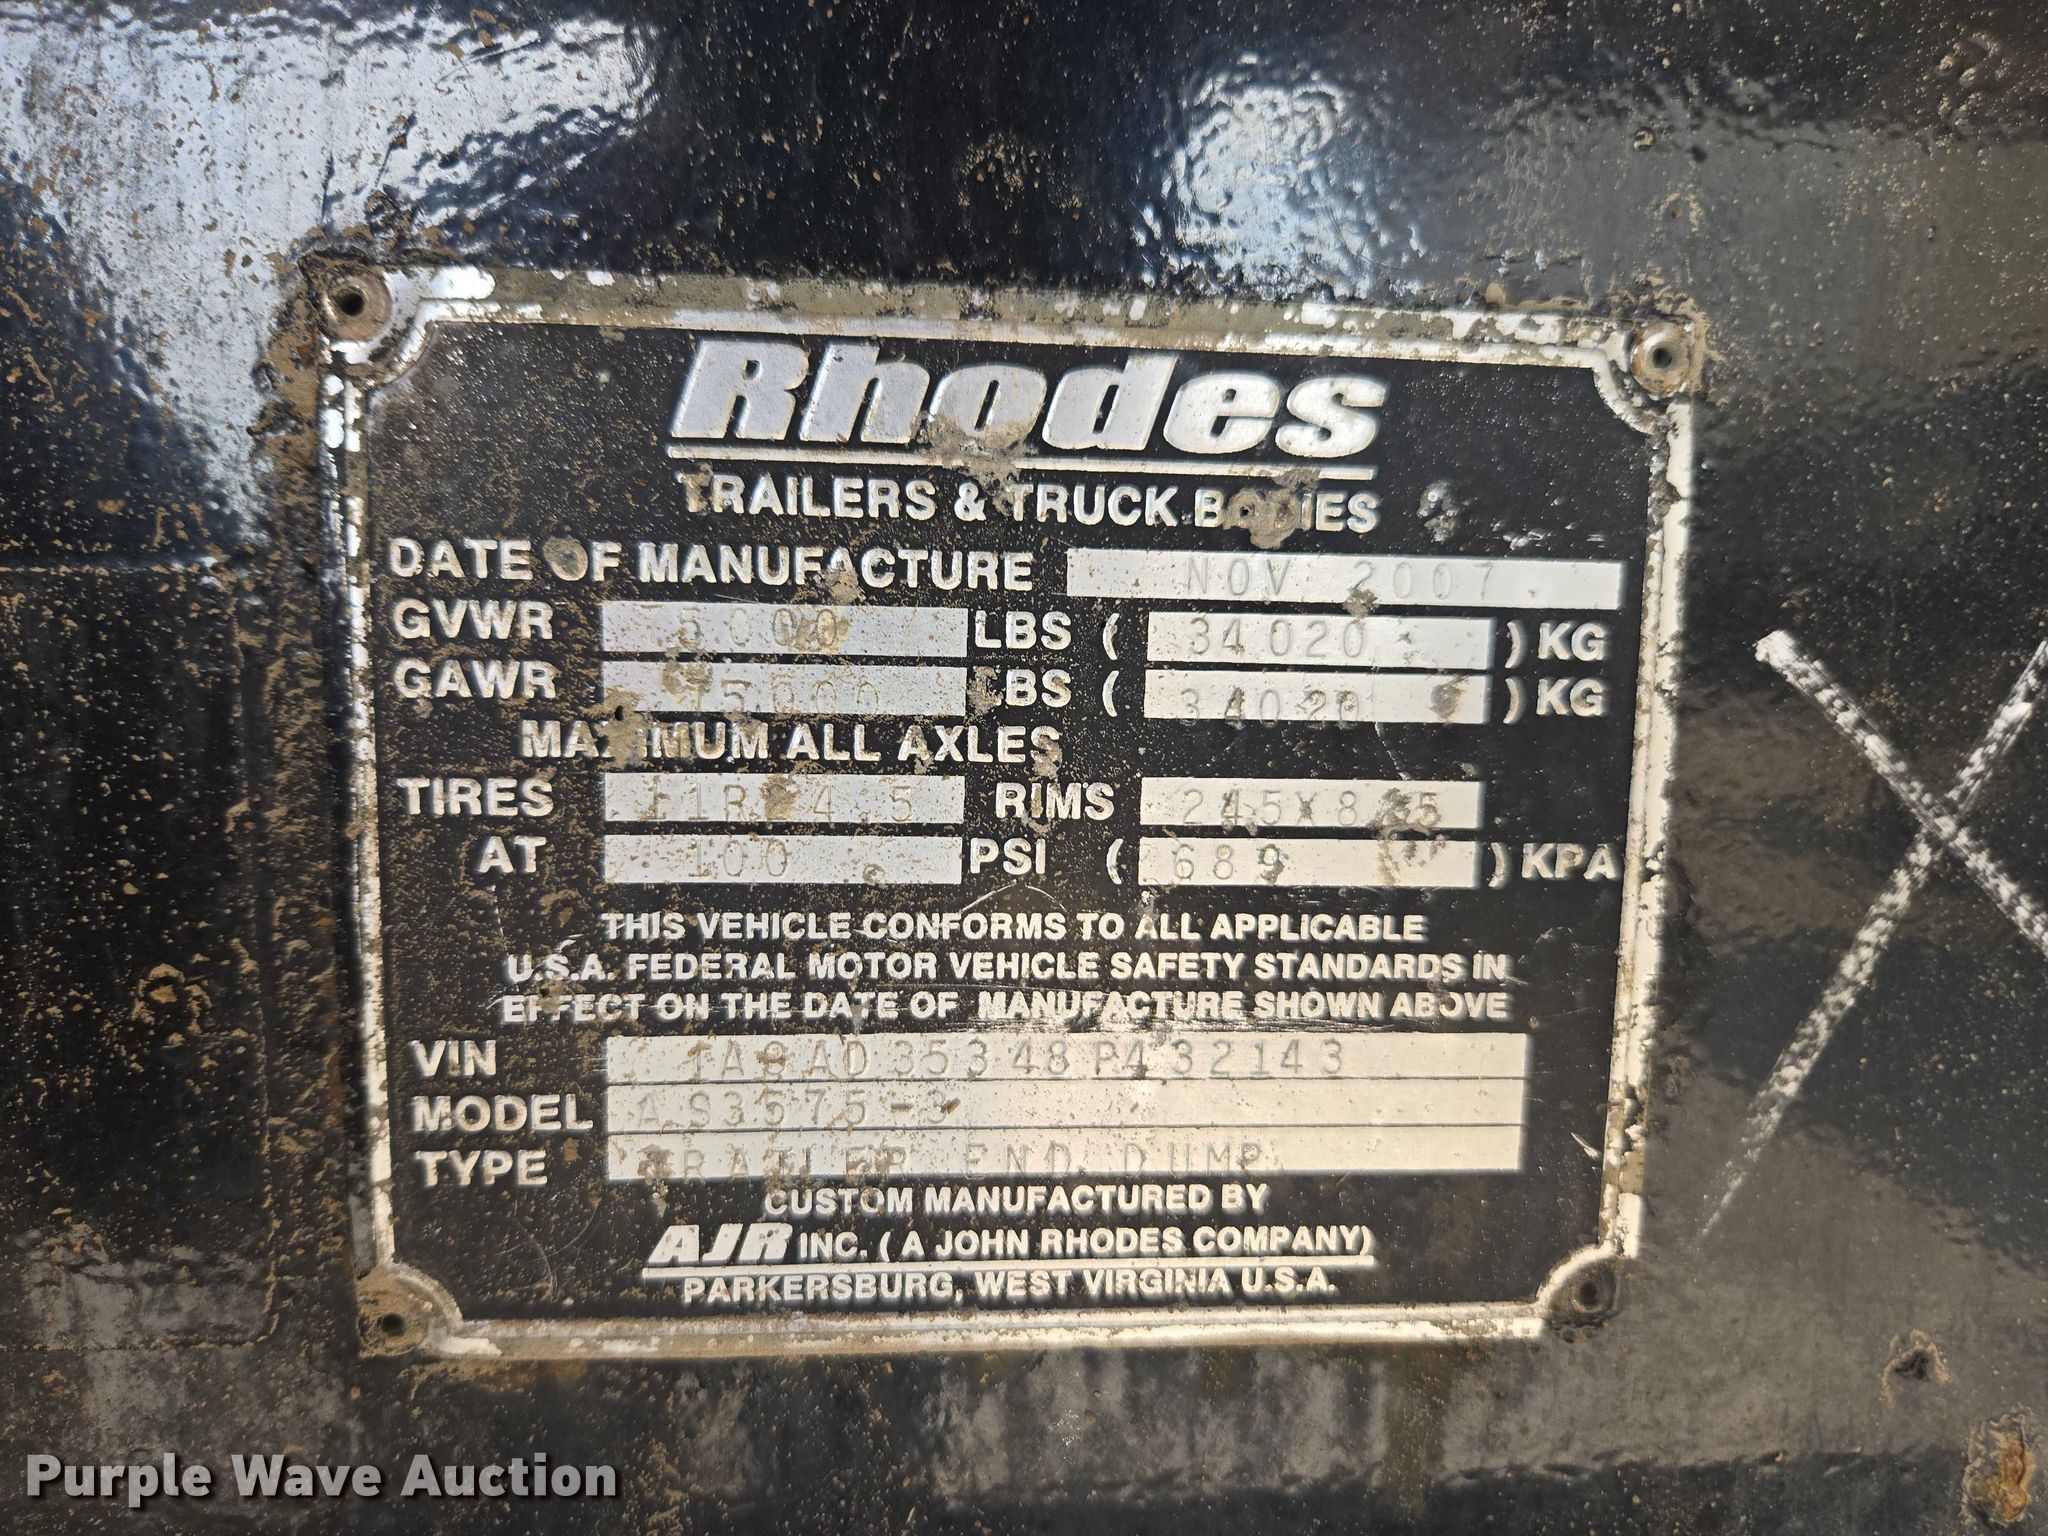 Rhodes
TRAILERS & TRUCK BODIES
DATE OF MANUFACTURE NOV 2007
GVWR 75000 LBS ( 34020 ) KG
GAWR 75000 LBS ( 34020 ) KG
MAXIMUM ALL AXLES
TIRES 11R24.5 RIMS 245X825
AT 100 PSI ( 689 ) KPA
THIS VEHICLE CONFORMS TO ALL APPLICABLE
U.S.A. FEDERAL MOTOR VEHICLE SAFETY STANDARDS IN
EFFECT ON THE DATE OF MANUFACTURE SHOWN ABOVE
VIN 1A9AD35348P432143
MODEL AS3575-3
TYPE TRAILER END DUMP
CUSTOM MANUFACTURED BY
AJR INC. ( A JOHN RHODES COMPANY)
PARKERSBURG, WEST VIRGINIA U.S.A.
Purple Wave Auction